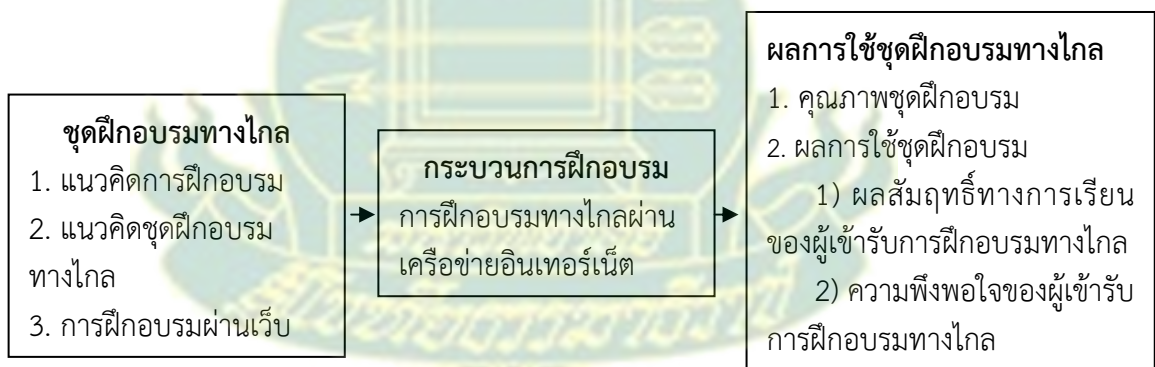 ชุดฝึกอบรมทางไกล
1. แนวคิดการฝึกอบรม
2. แนวคิดชุดฝึกอบรม
ทางไกล
3. การฝึกอบรมผ่านเว็บ
กระบวนการฝึกอบรม
การฝึกอบรมทางไกลผ่าน
เครือข่ายอินเทอร์เน็ต
ผลการใช้ชุดฝึกอบรมทางไกล
1. คุณภาพชุดฝึกอบรม
2. ผลการใช้ชุดฝึกอบรม
1) ผลสัมฤทธิ์ทางการเรียน
ของผู้เข้ารับการฝึกอบรมทางไกล
2) ความพึงพอใจของผู้เข้ารับ
การฝึกอบรมทางไกล